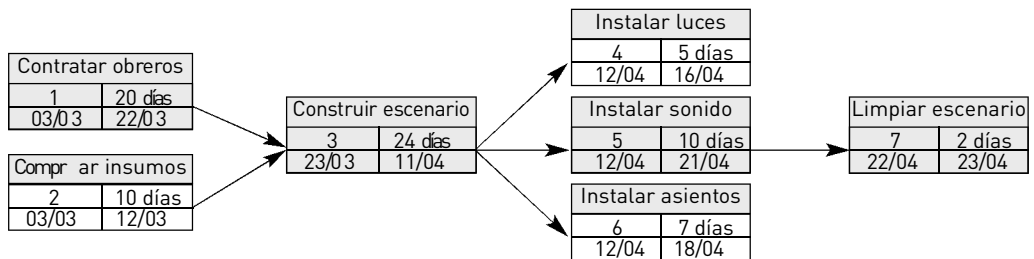 Contratar obreros
1 20 días
03/03 22/03
Comprar insumos
2 10 días
03/03 12/03
Construir escenario
3 24 días
23/03 11/04
Instalar luces
4 5 días
12/04 16/04
Instalar sonido
5 10 días
12/04 21/04
Instalar asientos
6 7 días
12/04 18/04
Limpiar escenario
7 2 días
22/04 23/04